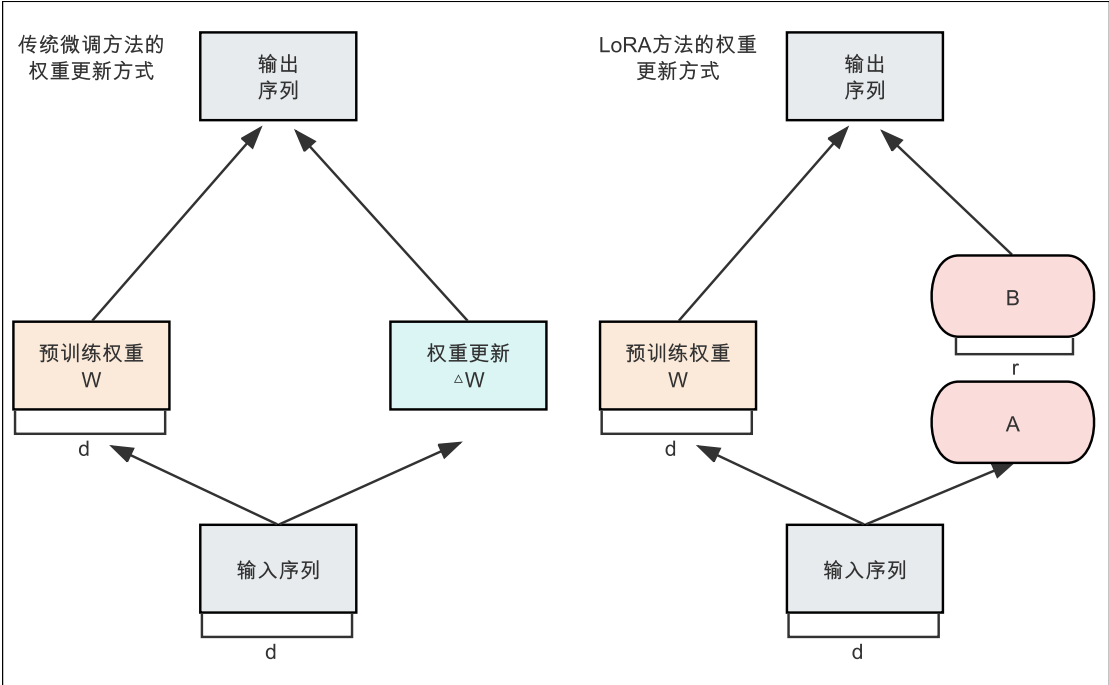 传统微调方法的
权重更新方式
输出
序列
预训练权重
W
d
权重更新
△W
输入序列
d
LoRA方法的权重
更新方式
输出
序列
预训练权重
W
d
B
r
A
输入序列
d